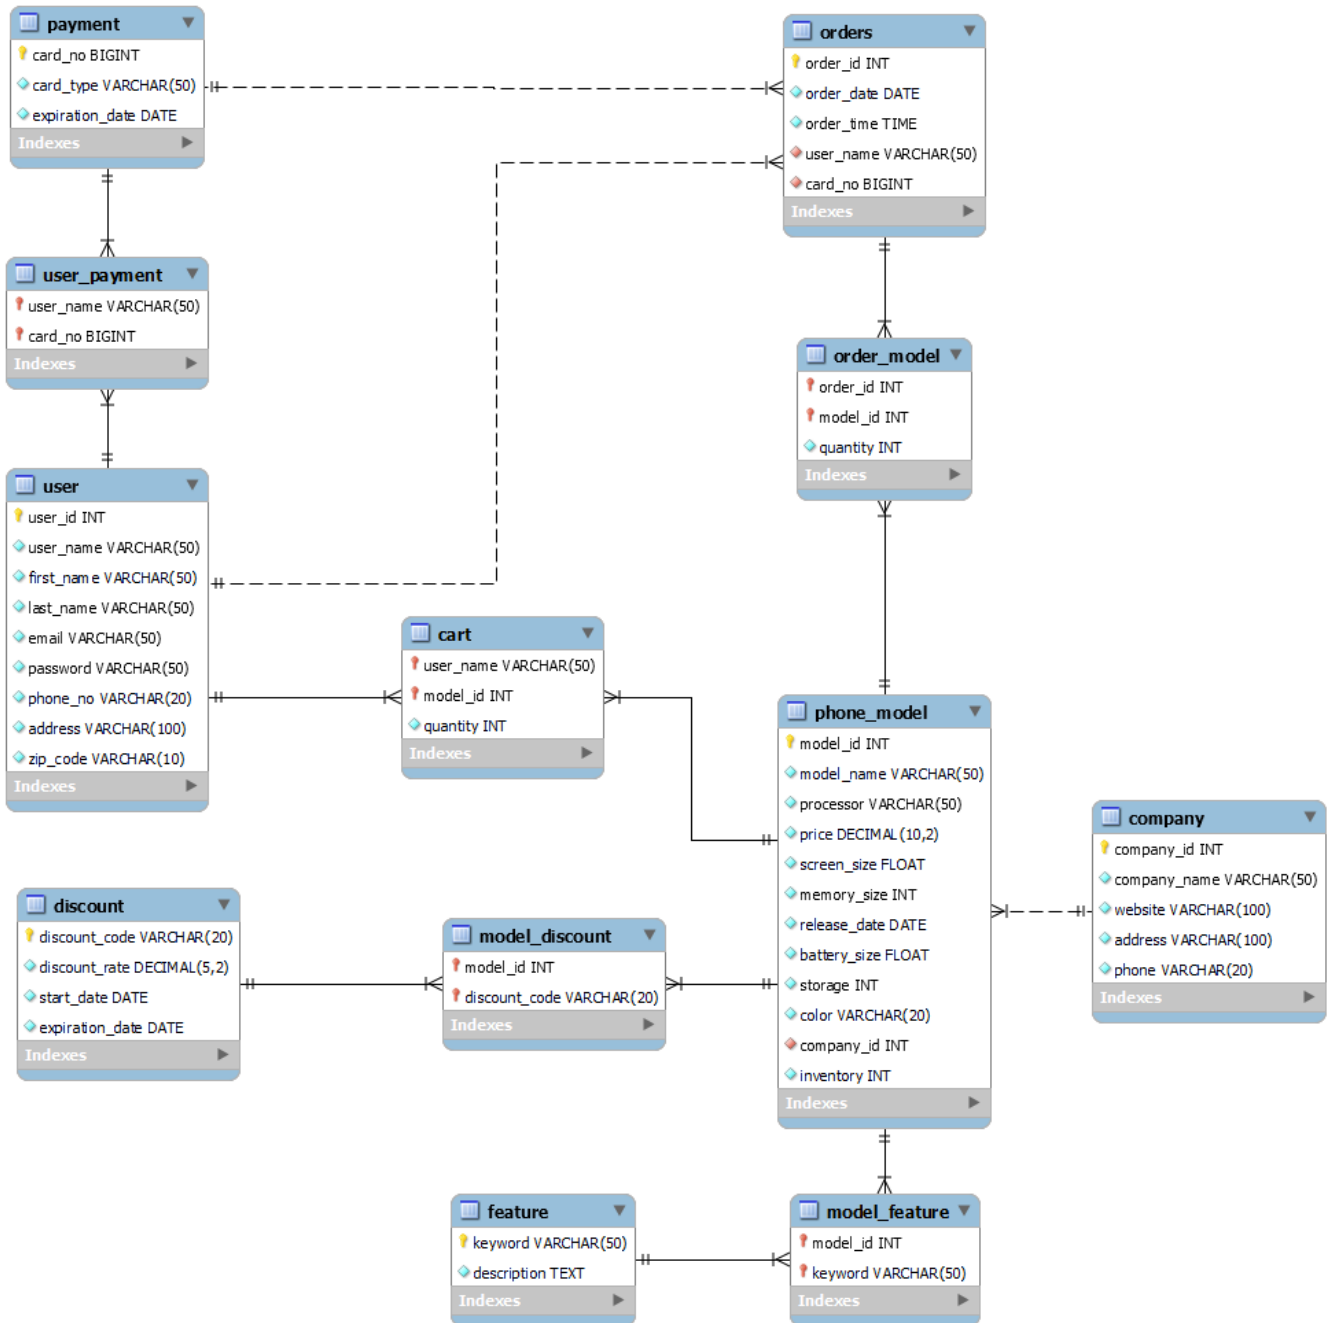 payment
card_no BIGINT
card_type VARCHAR(50)
expiration_date DATE
Indexes
orders
order_id INT
order_date DATE
order_time TIME
user_name VARCHAR(50)
card_no BIGINT
Indexes
user_payment
user_name VARCHAR(50)
card_no BIGINT
Indexes
order_model
order_id INT
model_id INT
quantity INT
Indexes
user
user_id INT
user_name VARCHAR(50)
first_name VARCHAR(50)
last_name VARCHAR(50)
email VARCHAR(50)
password VARCHAR(50)
phone_no VARCHAR(20)
address VARCHAR(100)
zip_code VARCHAR(10)
Indexes
cart
user_name VARCHAR(50)
model_id INT
quantity INT
Indexes
phone_model
model_id INT
model_name VARCHAR(50)
processor VARCHAR(50)
price DECIMAL(10,2)
screen_size FLOAT
memory_size INT
release_date DATE
battery_size FLOAT
storage INT
color VARCHAR(20)
company_id INT
inventory INT
Indexes
company
company_id INT
company_name VARCHAR(50)
website VARCHAR(100)
address VARCHAR(100)
phone VARCHAR(20)
Indexes
discount
discount_code VARCHAR(20)
discount_rate DECIMAL(5,2)
start_date DATE
expiration_date DATE
Indexes
model_discount
model_id INT
discount_code VARCHAR(20)
Indexes
feature
keyword VARCHAR(50)
description TEXT
Indexes
model_feature
model_id INT
keyword VARCHAR(50)
Indexes